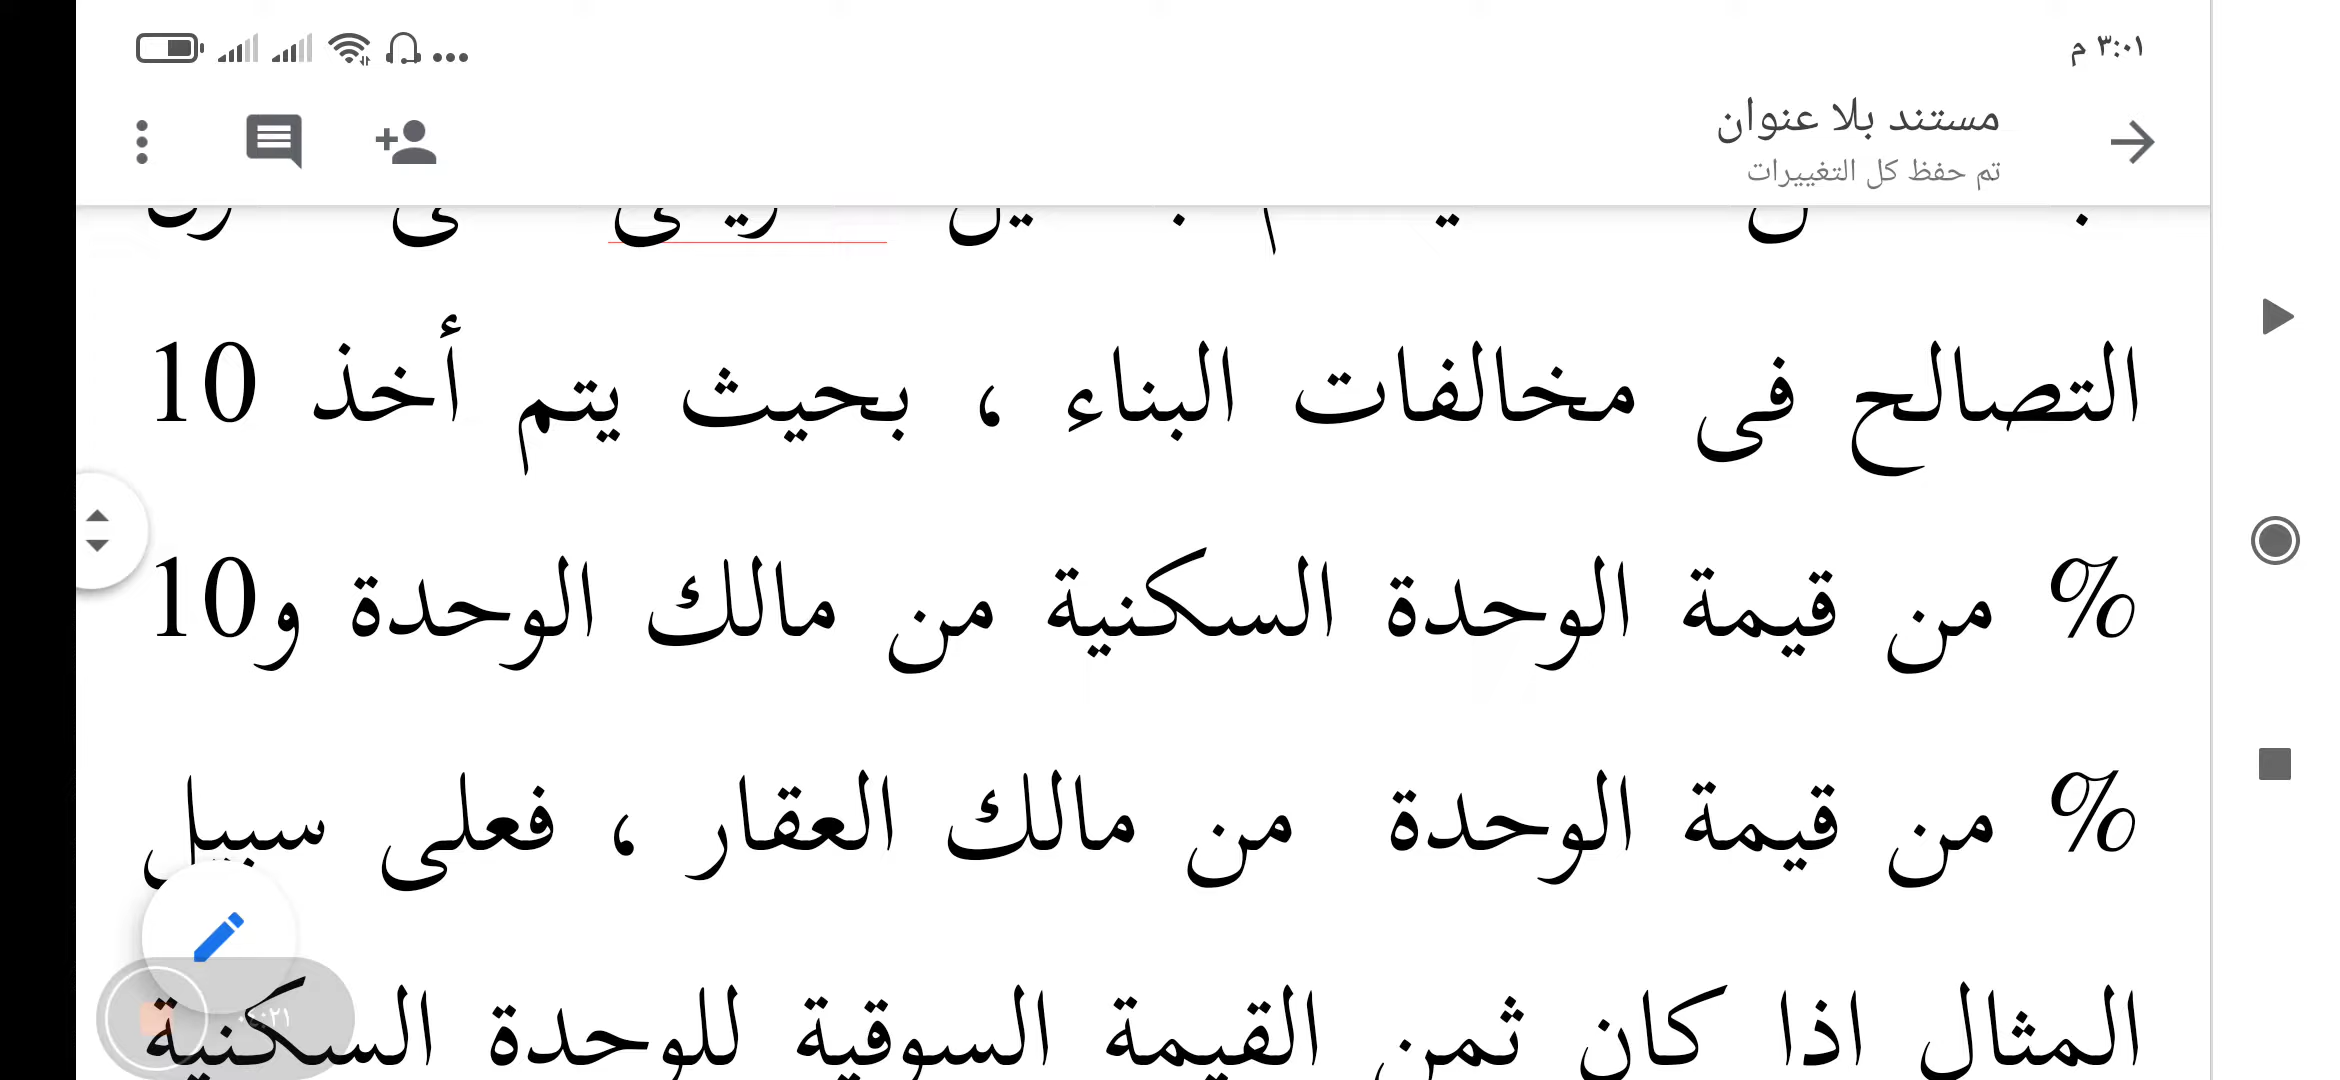 ٣:٠١ م
مستند بلا عنوان
تم حفظ كل التغييرات
التصالح فى مخالفات البناء ، بحيث يتم أخذ 10
% من قيمة الوحدة السكنية من مالك الوحدة و10
% من قيمة الوحدة من مالك العقار ، فعلى سبيل
المثال اذا كان ثمن القيمة السوقية للوحدة السكنية